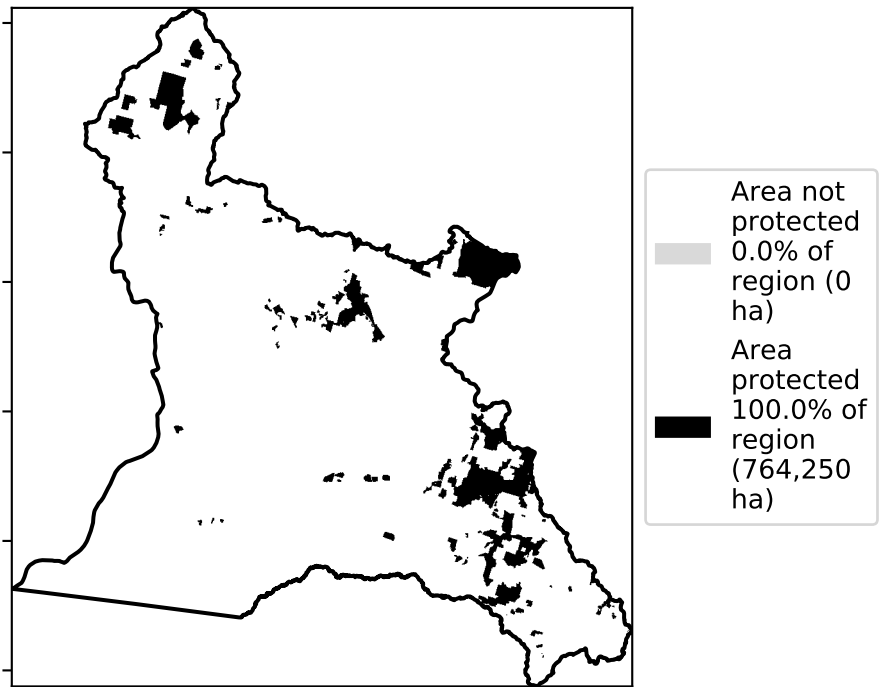 Area not
protected
0.0% of
region (0
ha)
Area
protected
100.0% of
region
(764,250
ha)